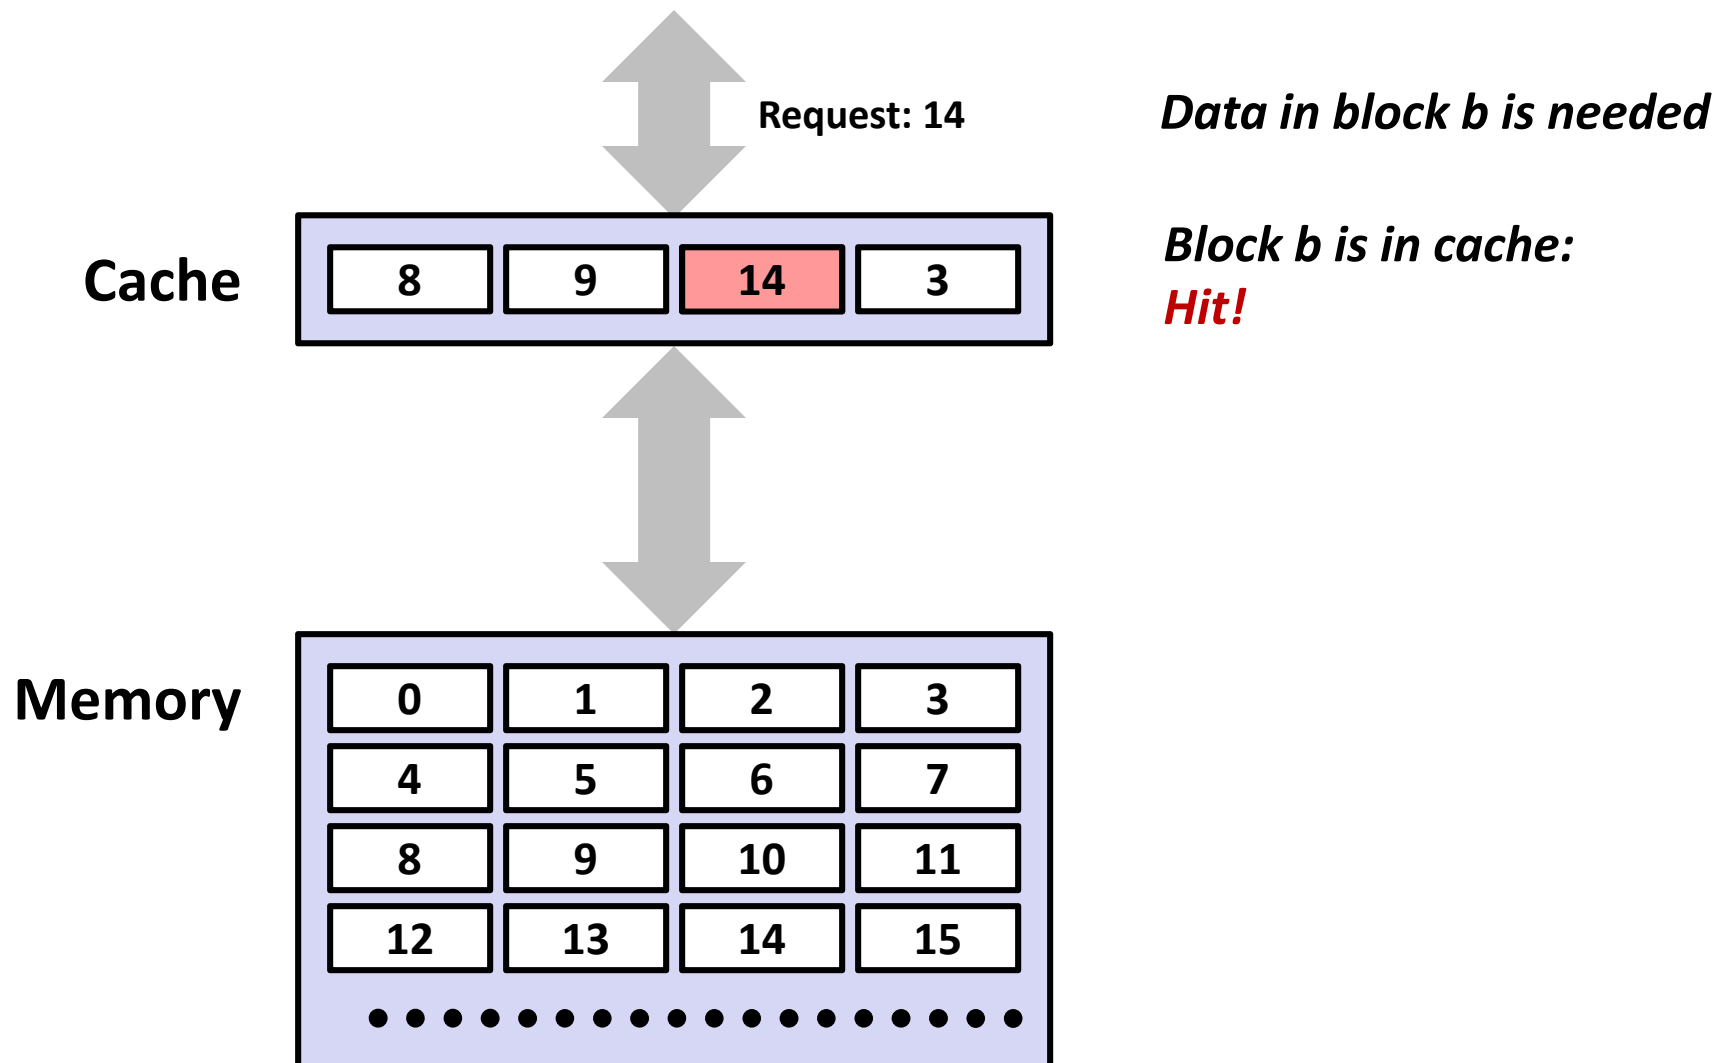 Request: 14
Data in block b is needed
Cache
8 9 14 3
Block b is in cache:
Hit!
Memory
0 1 2 3
4 5 6 7
8 9 10 11
12 13 14 15